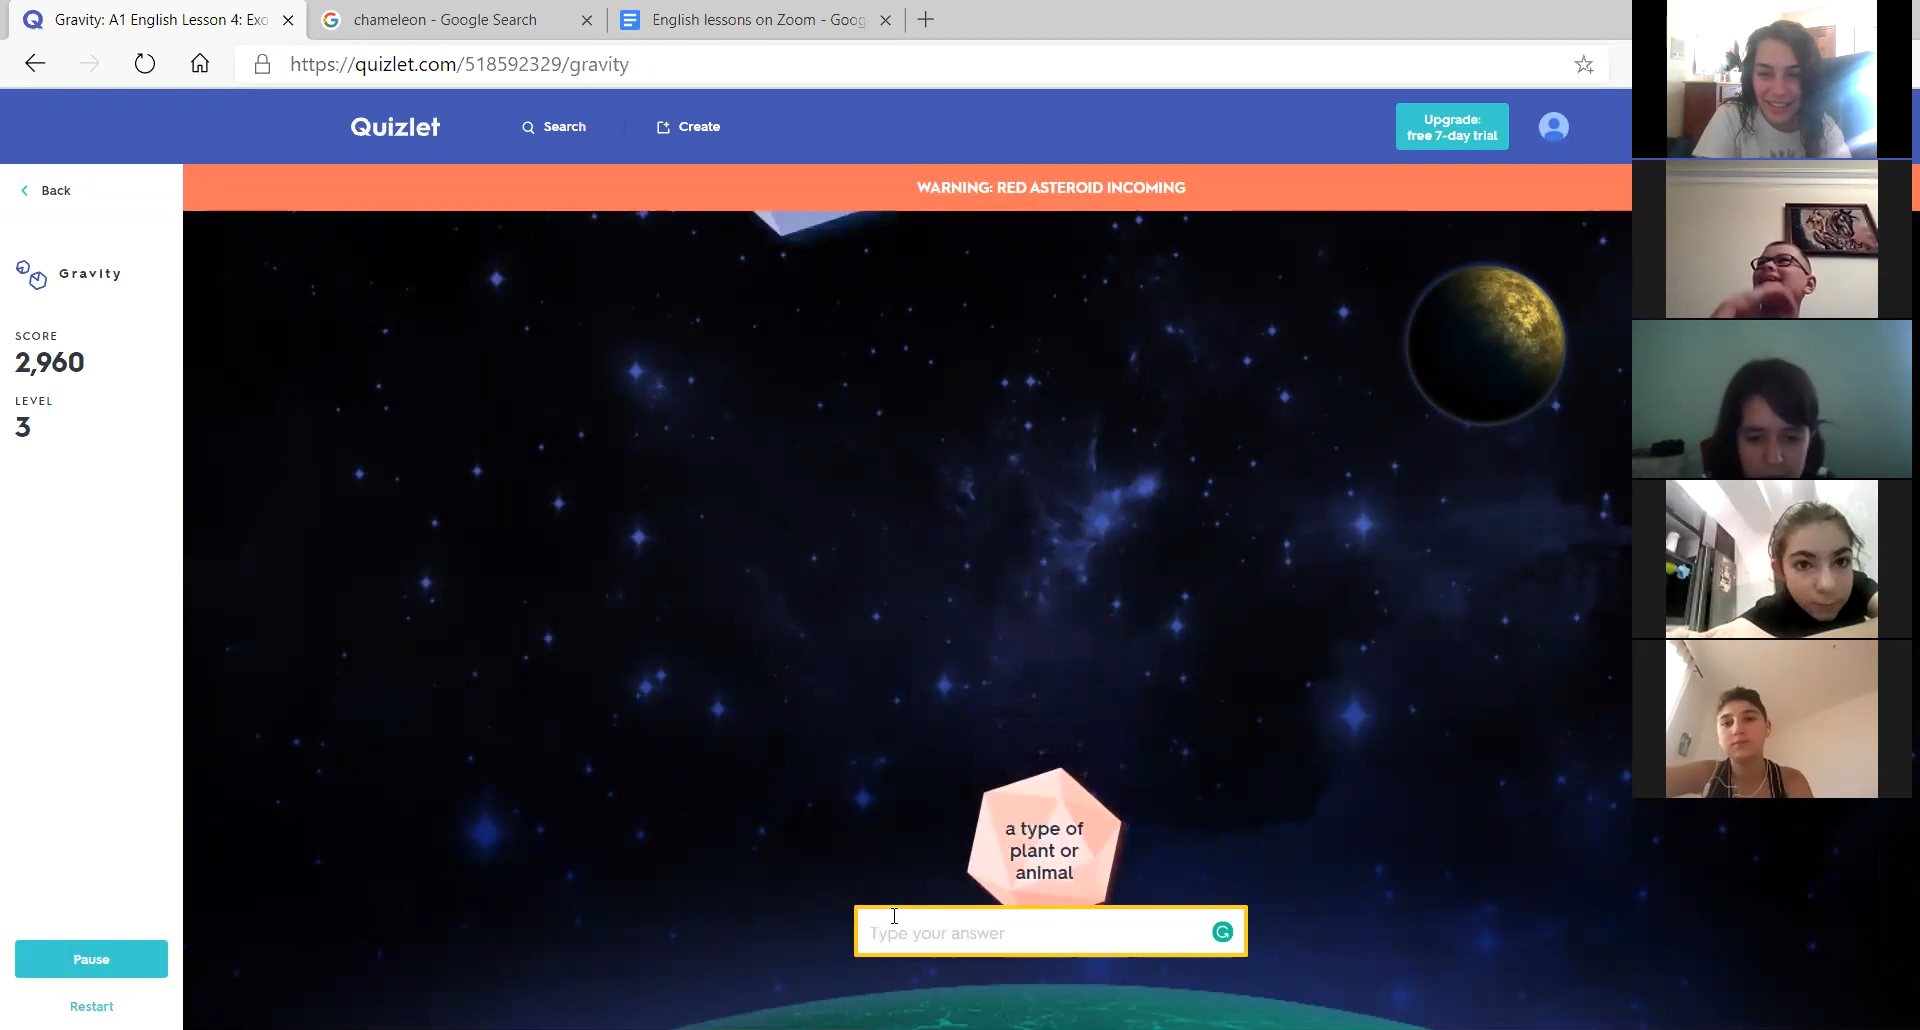 Gravity: A1 English Lesson 4: Exo
chameleon - Google Search
English lessons on Zoom - Goog
https://quizlet.com/518592329/gravity
Quizlet
Search
Create
Upgrade:
free 7-day trial
Back
WARNING: RED ASTEROID INCOMING
Gravity
SCORE
2,960
LEVEL
3
a type of
plant or
animal
Type your answer
Pause
Restart